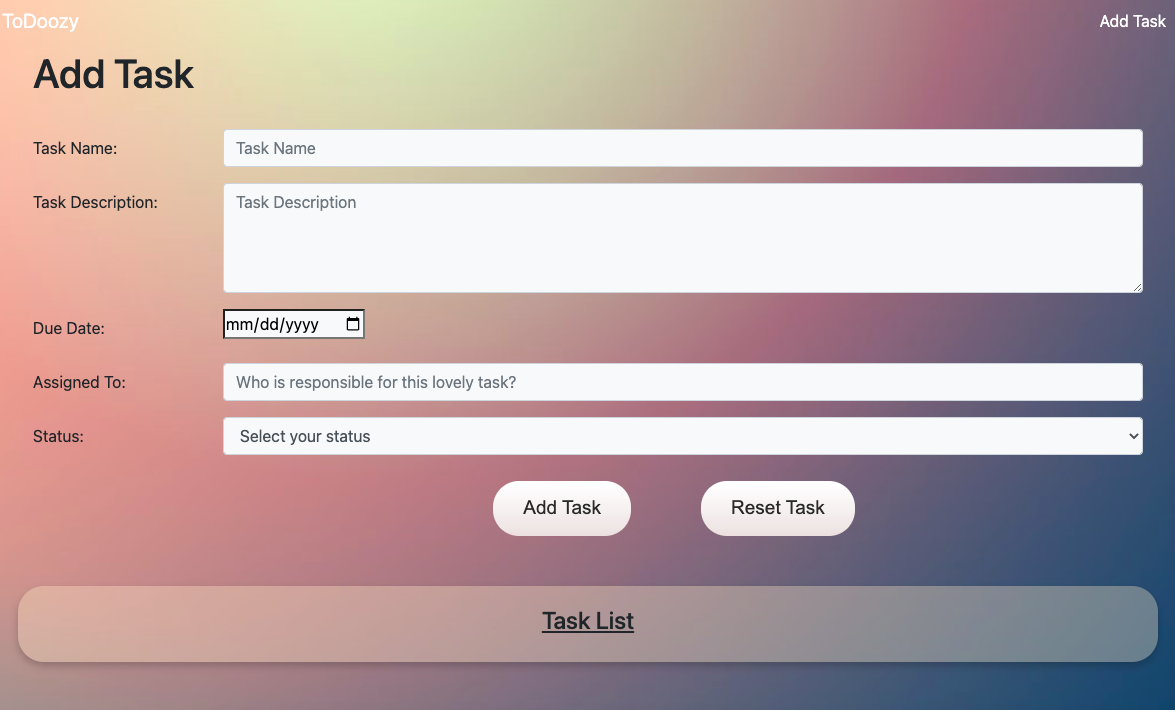 ToDoozy
Add Task
Add Task
Task Name:
Task Name
Task Description:
Task Description
Due Date:
mm/dd/yyyy
Assigned To:
Who is responsible for this lovely task?
Status:
Select your status
Add Task
Reset Task
Task List